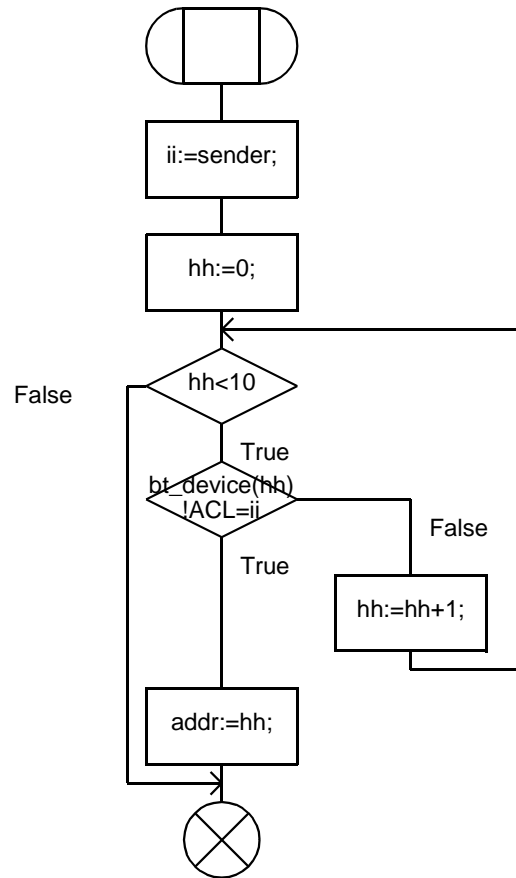 ii:=sender;
hh:=0;
hh<10
False
True
bt_device(hh)
!ACL=ii
False
True
hh:=hh+1;
addr:=hh;